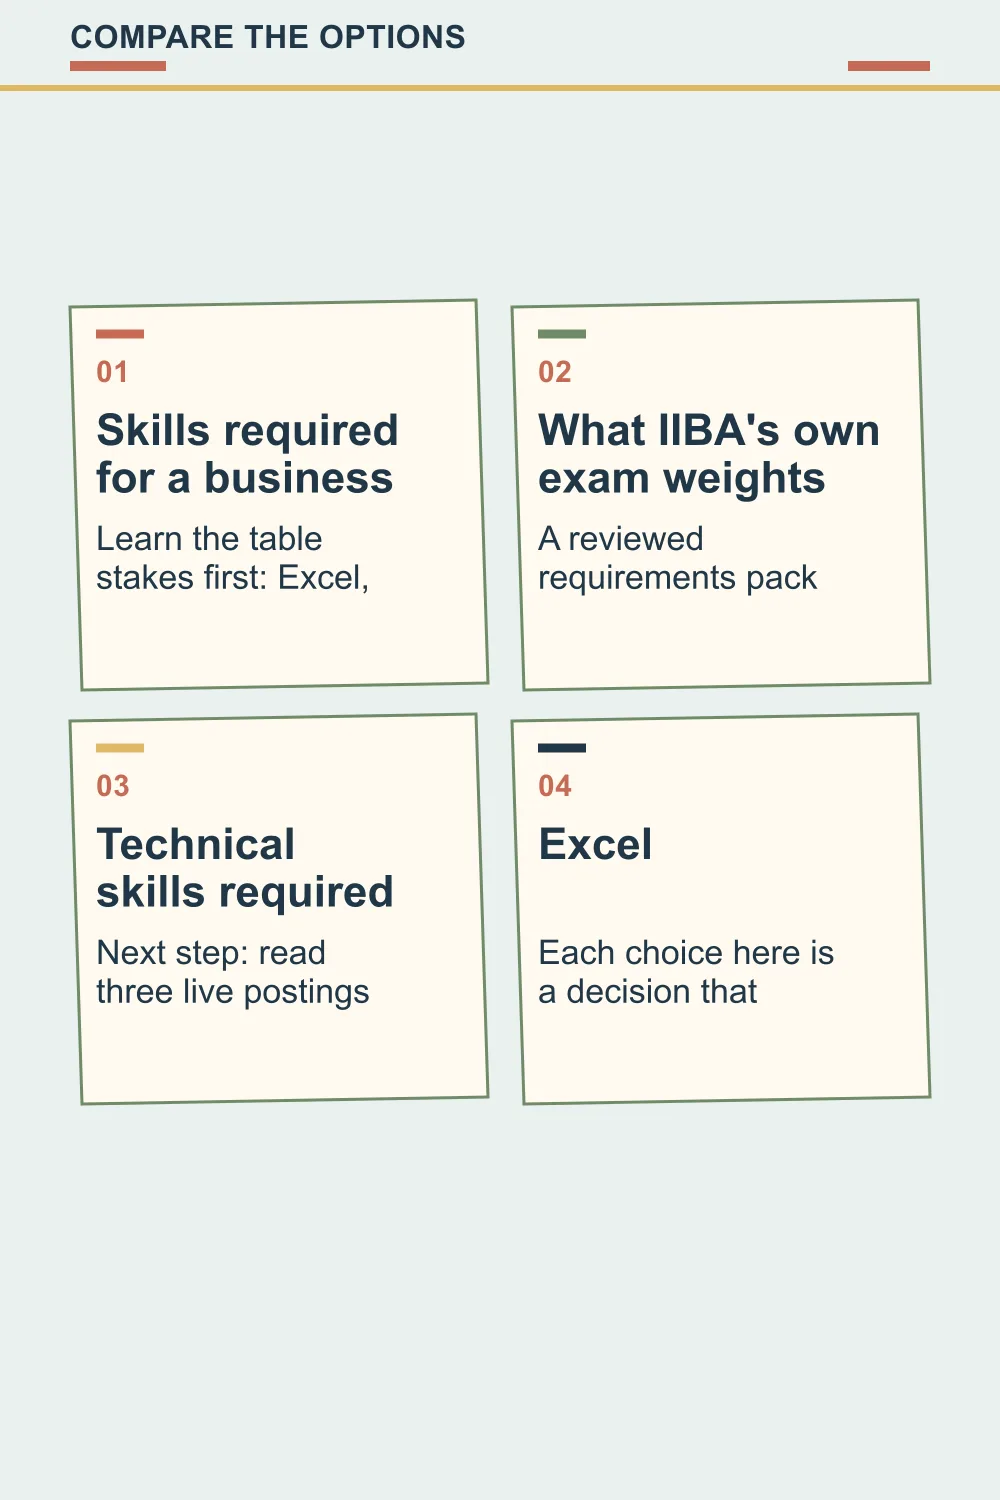 COMPARE THE OPTIONS
01
Skills required
for a business
Learn the table
stakes first: Excel,
02
What IIBA's own
exam weights
A reviewed
requirements pack
03
Technical
skills required
Next step: read
three live postings
04
Excel
Each choice here is
a decision that